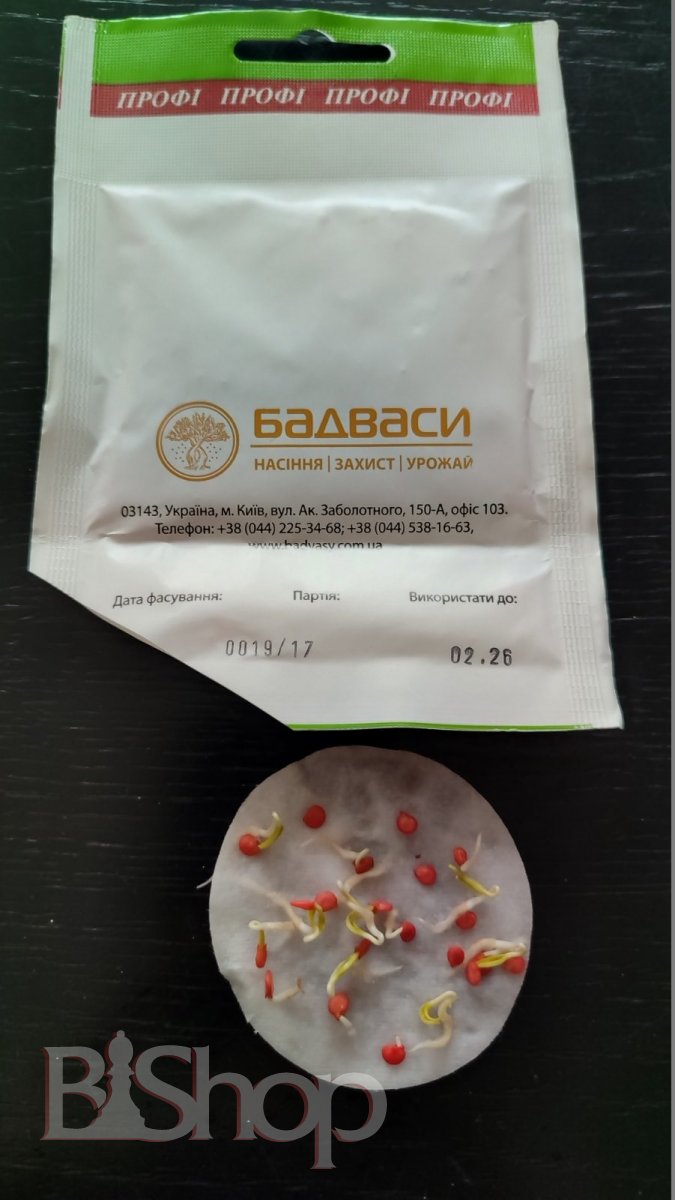 ПРОФІ ПРОФІ ПРОФІ ПРОФІ
БАДВАСИ
НАСІННЯ | ЗАХИСТ | УРОЖАЙ
03143, Україна, м. Київ, вул. Ак. Заболотного, 150-А, офіс 103.
Телефон: +38 (044) 225-34-68; +38 (044) 538-16-63,
www.badvasy.com.ua
Дата фасування: Партія: Використати до:
0019/17 02.26
BiShop